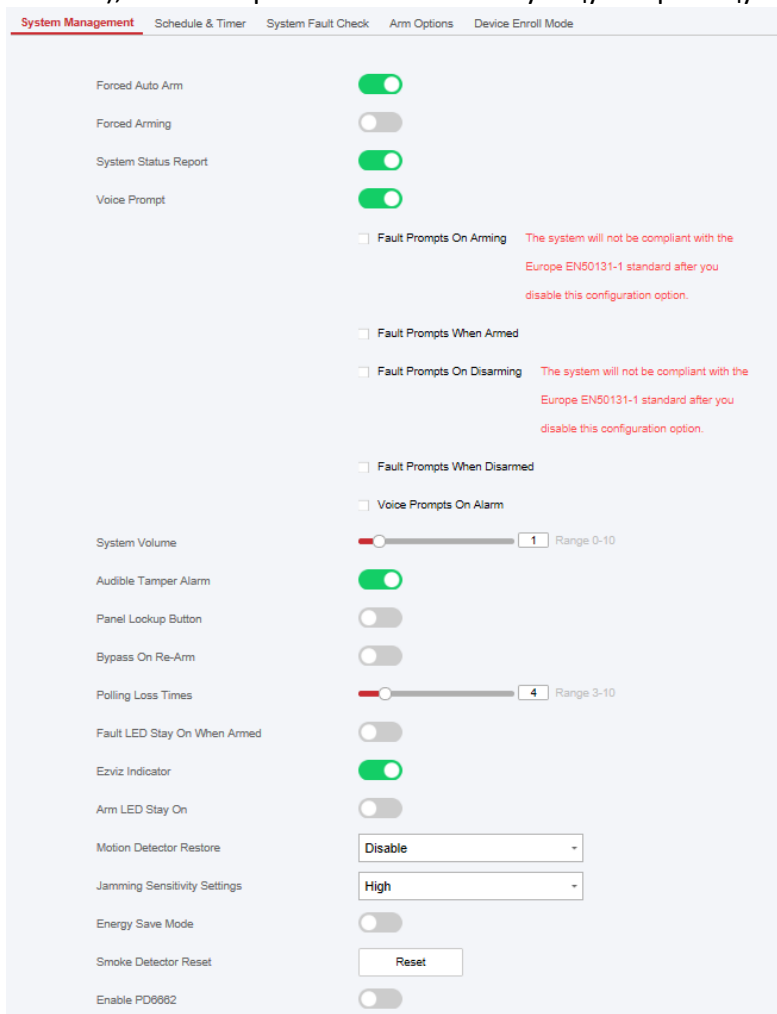 System Management Schedule & Timer System Fault Check Arm Options Device Enroll Mode
Forced Auto Arm
Forced Arming
System Status Report
Voice Prompt
Fault Prompts On Arming The system will not be compliant with the
Europe EN50131-1 standard after you
disable this configuration option.
Fault Prompts When Armed
Fault Prompts On Disarming The system will not be compliant with the
Europe EN50131-1 standard after you
disable this configuration option.
Fault Prompts When Disarmed
Voice Prompts On Alarm
System Volume 1 Range 0-10
Audible Tamper Alarm
Panel Lockup Button
Bypass On Re-Arm
Polling Loss Times 4 Range 3-10
Fault LED Stay On When Armed
Ezviz Indicator
Arm LED Stay On
Motion Detector Restore Disable
Jamming Sensitivity Settings High
Energy Save Mode
Smoke Detector Reset Reset
Enable PD6662